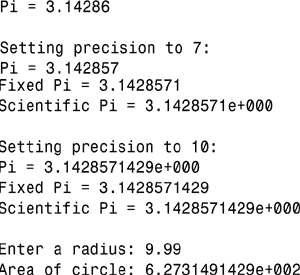 Pi = 3.14286
Setting precision to 7:
Pi = 3.142857
Fixed Pi = 3.1428571
Scientific Pi = 3.1428571e+000
Setting precision to 10:
Pi = 3.1428571429e+000
Fixed Pi = 3.1428571429
Scientific Pi = 3.1428571429e+000
Enter a radius: 9.99
Area of circle: 6.2731491429e+002